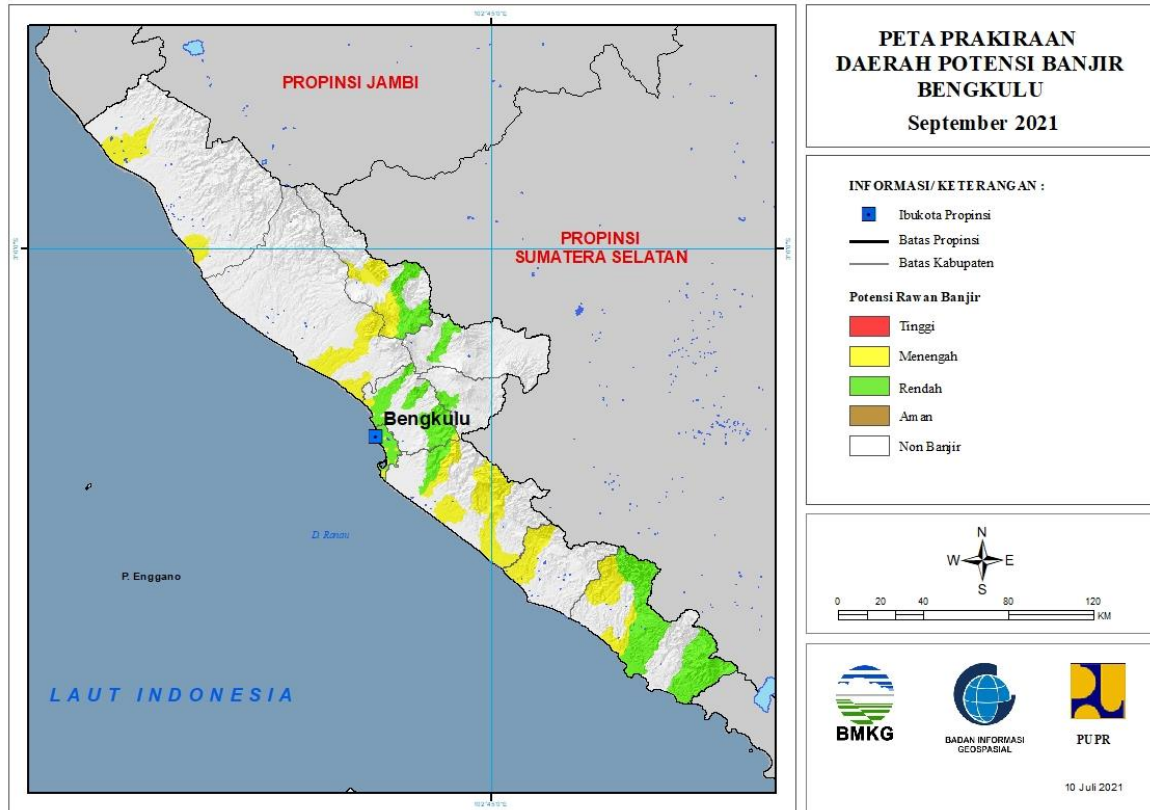 PETA PRAKIRAAN
DAERAH POTENSI BANJIR
BENGKULU
September 2021
INFORMASI/ KETERANGAN :
Ibukota Propinsi
Batas Propinsi
Batas Kabupaten
Potensi Rawan Banjir
Tinggi
Menengah
Rendah
Aman
Non Banjir
N
W E
S
0 20 40 80 120
KM
BMKG
BADAN INFORMASI
GEOSPASIAL
PUPR
10 Juli 2021
PROPINSI JAMBI
PROPINSI
SUMATERA SELATAN
Bengkulu
D. Ranau
P. Enggano
LAUT INDONESIA